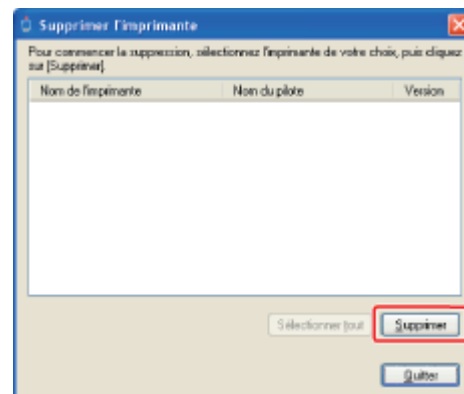 Supprimer l'imprimante
Pour commencer la suppression, sélectionnez l'imprimante de votre choix, puis cliquez
sur [Supprimer].
Nom de l'imprimante Nom du pilote Version
Sélectionner tout Supprimer
Quitter